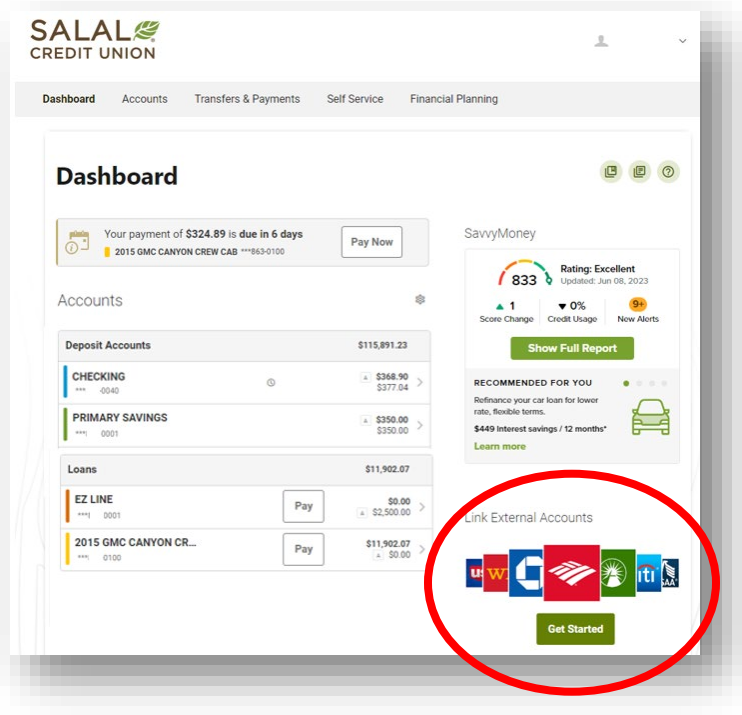 SALAL
CREDIT UNION
Dashboard Accounts Transfers & Payments Self Service Financial Planning
Dashboard
Your payment of $324.89 is due in 6 days
2015 GMC CANYON CREW CAB ***863-0100
Pay Now
Accounts
Deposit Accounts $115,891.23
CHECKING $368.90
*** -0040 $377.04
PRIMARY SAVINGS $350.00
*** 0001 $350.00
Loans $11,902.07
EZ LINE Pay $0.00
*** 0001 $2,500.00
2015 GMC CANYON CR... Pay $11,902.07
*** 0100 $0.00
SavvyMoney
833
Rating: Excellent
Updated: Jun 08, 2023
1 0% 9+
Score Change Credit Usage New Alerts
Show Full Report
RECOMMENDED FOR YOU
Refinance your car loan for lower
rate, flexible terms.
$449 Interest savings / 12 months*
Learn more
Link External Accounts
us W citi SAA
Get Started